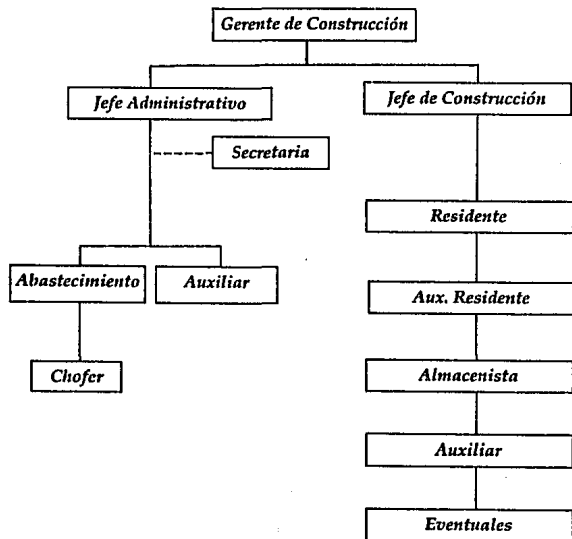 Gerente de Construcción
Jefe Administrativo
Jefe de Construcción
Secretaria
Residente
Abastecimiento
Auxiliar
Aux. Residente
Chofer
Almacenista
Auxiliar
Eventuales